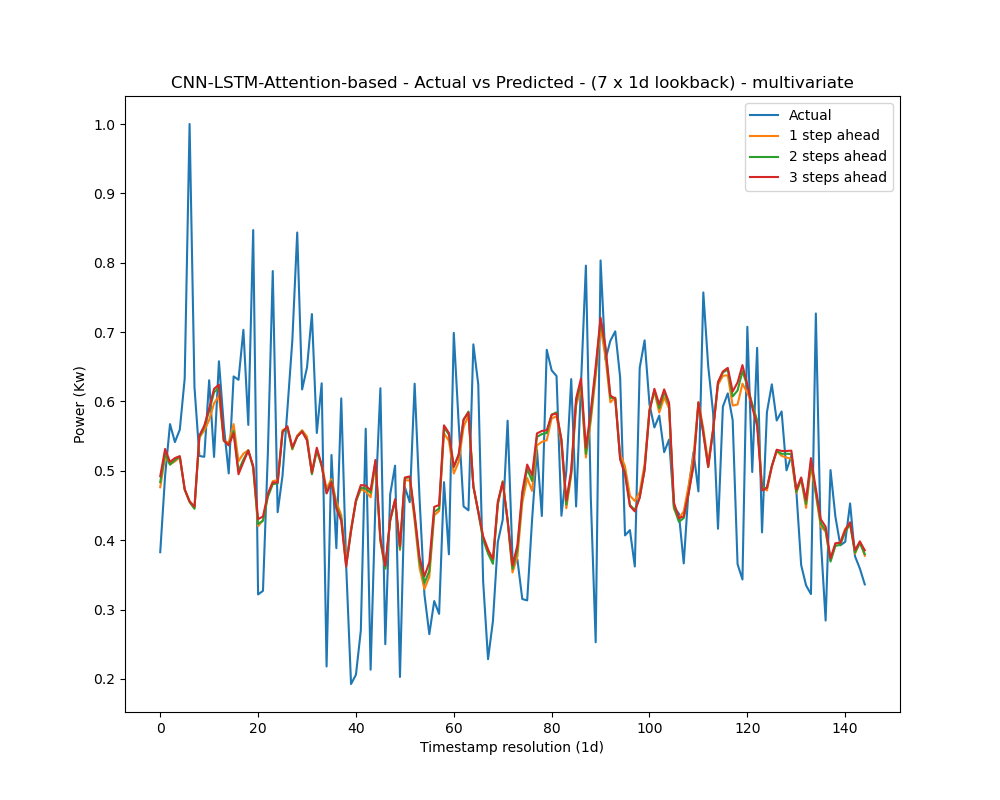 CNN-LSTM-Attention-based - Actual vs Predicted - (7 x 1d lookback) - multivariate
Actual
1 step ahead
2 steps ahead
3 steps ahead
1.0
0.9
0.8
0.7
0.6
0.5
0.4
0.3
0.2
Power (Kw)
0 20 40 60 80 100 120 140
Timestamp resolution (1d)